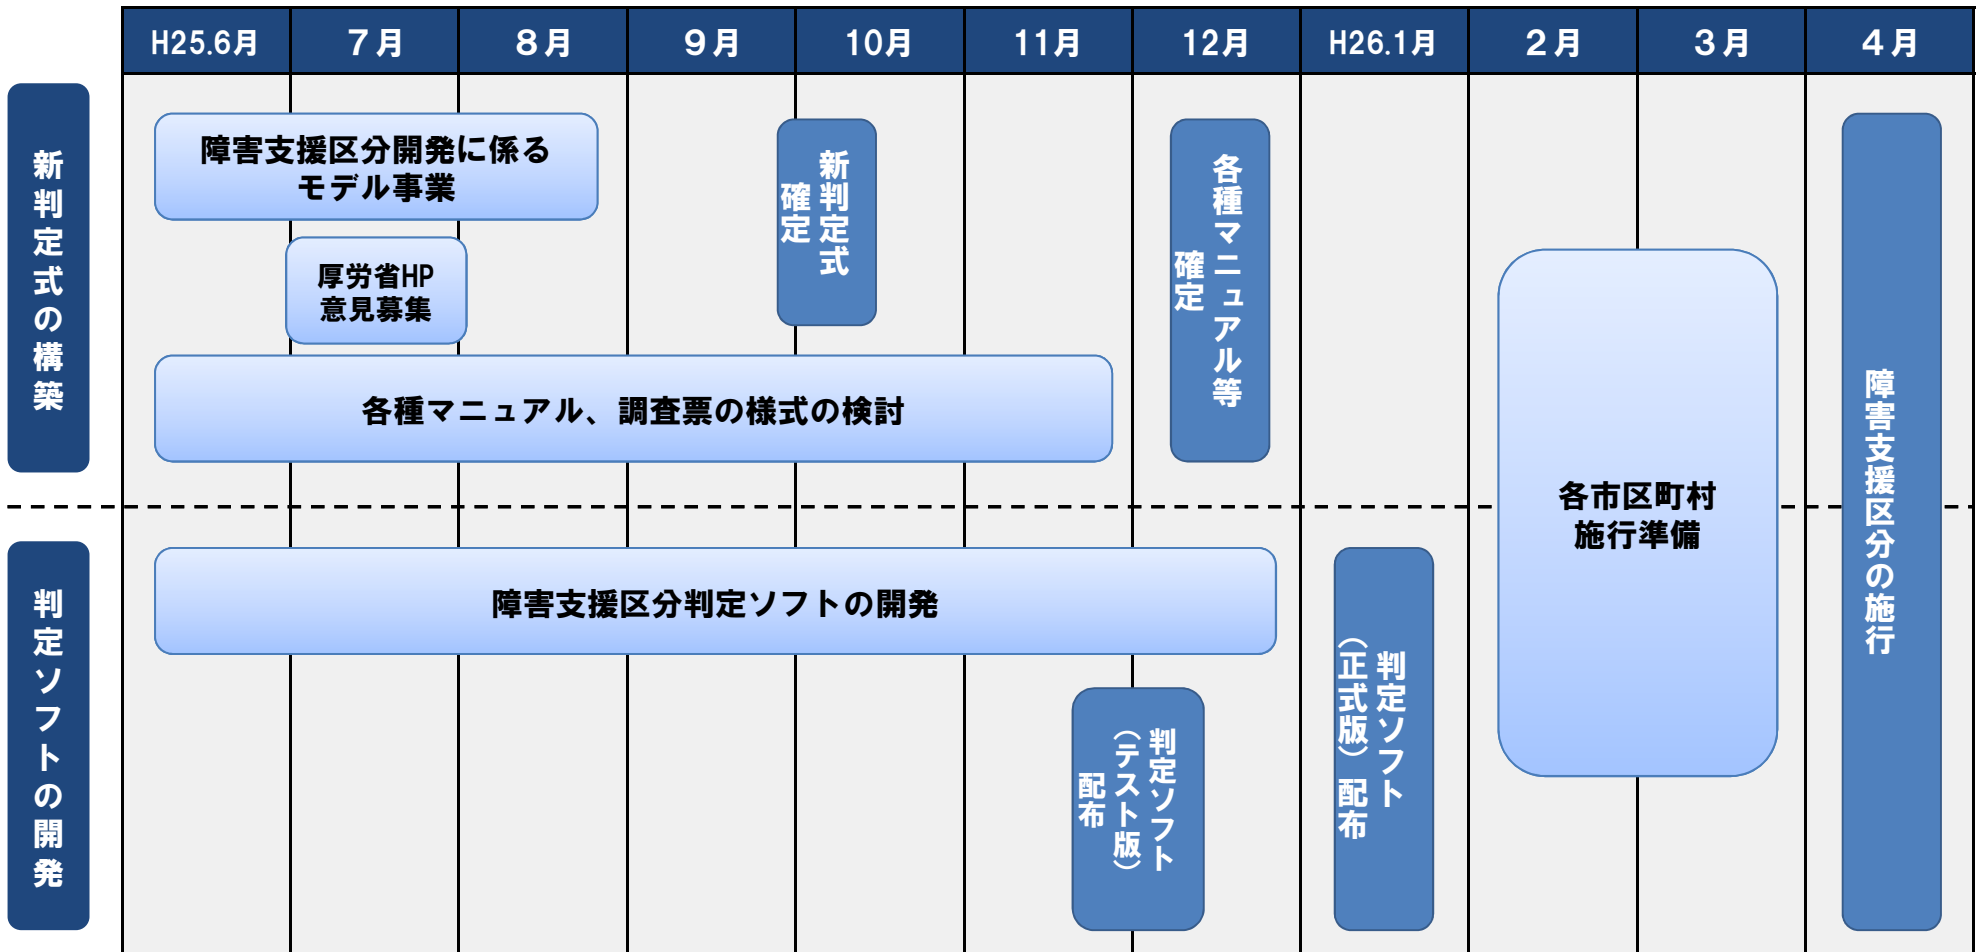 H25.6月
７月
８月
９月
10月
11月
12月
H26.1月
２月
３月
４月
新判定式の構築
障害支援区分開発に係る
モデル事業
厚労省HP
意見募集
各種マニュアル、調査票の様式の検討
新判定式
確定
各種マニュアル等
確定
各市区町村
施行準備
障害支援区分の施行
判定ソフトの開発
障害支援区分判定ソフトの開発
判定ソフト
（テスト版）
配布
判定ソフト
（正式版）配布